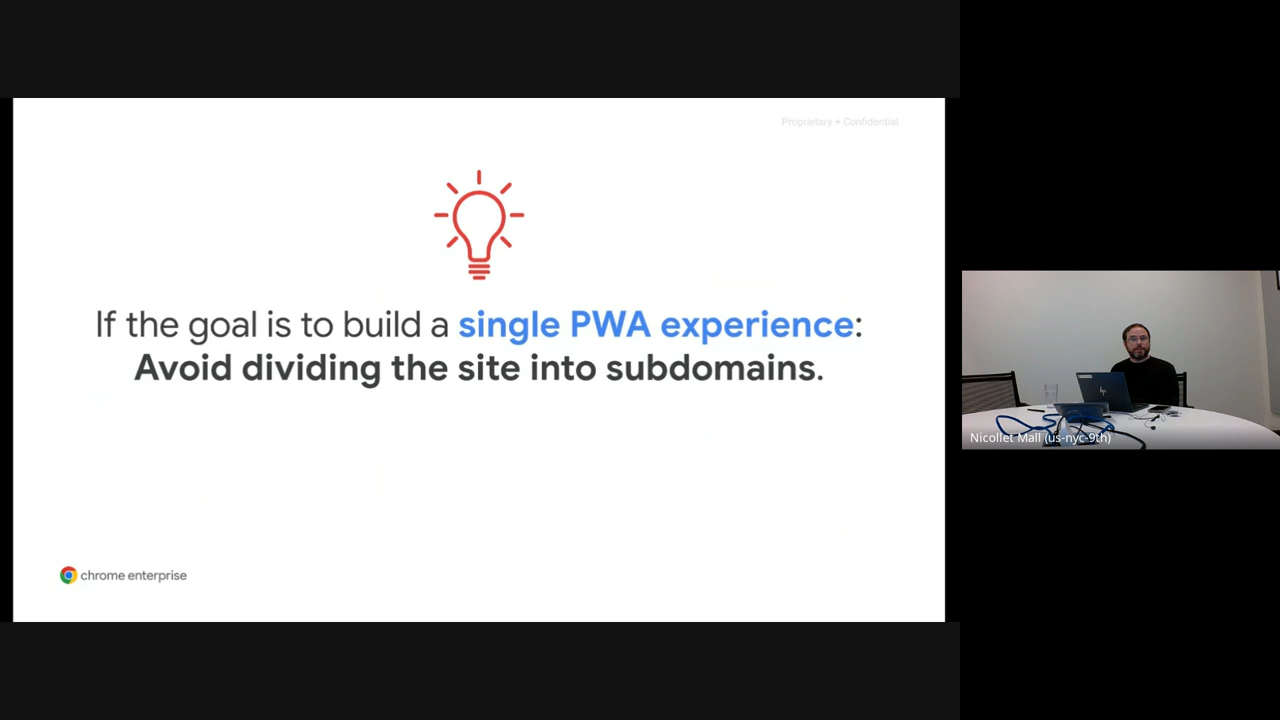 Proprietary + Confidential
If the goal is to build a single PWA experience:
Avoid dividing the site into subdomains.
chrome enterprise
Nicollet Mall (us-nyc-9th)